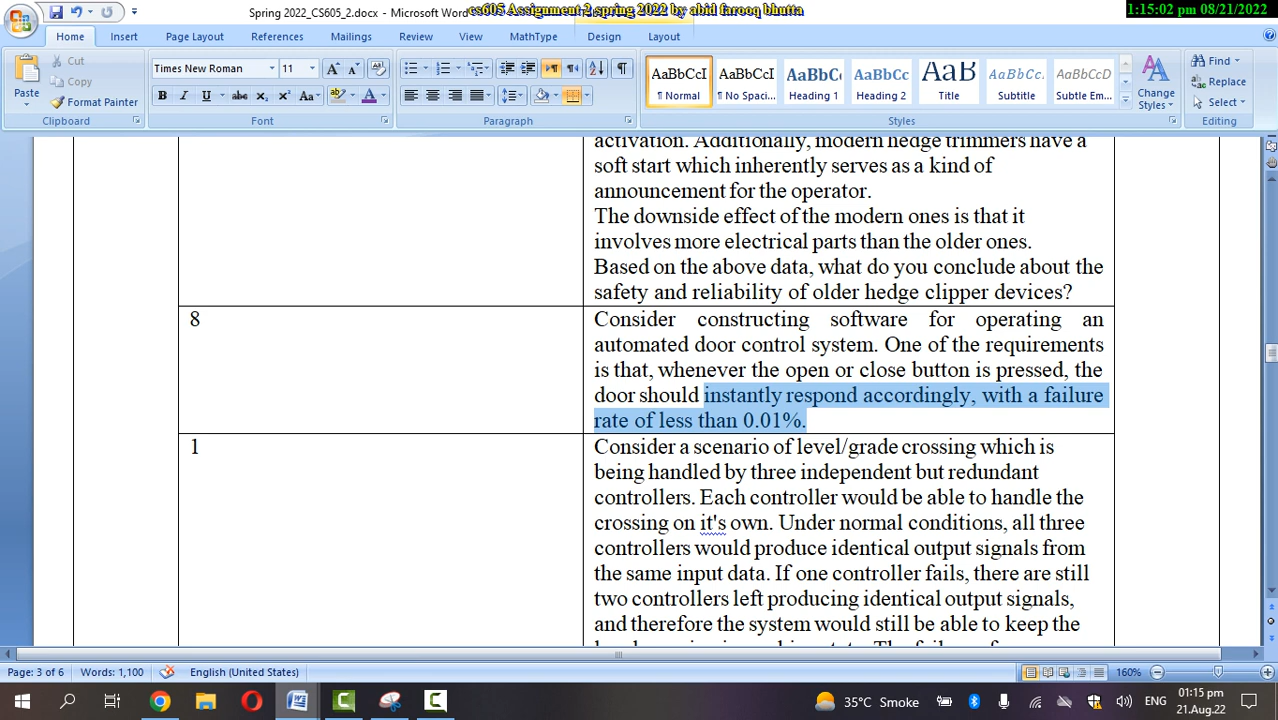 Spring 2022_CS605_2.docx - Microsoft Word
cs605 Assignment 2 spring 2022 by abid farooq bhutta
1:15:02 pm 08/21/2022
Home Insert Page Layout References Mailings Review View MathType Design Layout
Paste
Cut
Copy
Format Painter
Clipboard
Times New Roman 11
Font
Paragraph
AaBbCcI AaBbCcI AaBbC AaBbCc AaB AaBbCcI AaBbCcD
¶ Normal ¶ No Spaci... Heading 1 Heading 2 Title Subtitle Subtle Em...
Change Styles
Styles
Find
Replace
Select
Editing
activation. Additionally, modern hedge trimmers have a
soft start which inherently serves as a kind of
announcement for the operator.
The downside effect of the modern ones is that it
involves more electrical parts than the older ones.
Based on the above data, what do you conclude about the
safety and reliability of older hedge clipper devices?
8
Consider constructing software for operating an
automated door control system. One of the requirements
is that, whenever the open or close button is pressed, the
door should instantly respond accordingly, with a failure
rate of less than 0.01%.
1
Consider a scenario of level/grade crossing which is
being handled by three independent but redundant
controllers. Each controller would be able to handle the
crossing on it's own. Under normal conditions, all three
controllers would produce identical output signals from
the same input data. If one controller fails, there are still
two controllers left producing identical output signals,
and therefore the system would still be able to keep the
Page: 3 of 6 Words: 1,100 English (United States) 160%
35°C Smoke ENG 01:15 pm
21.Aug.22